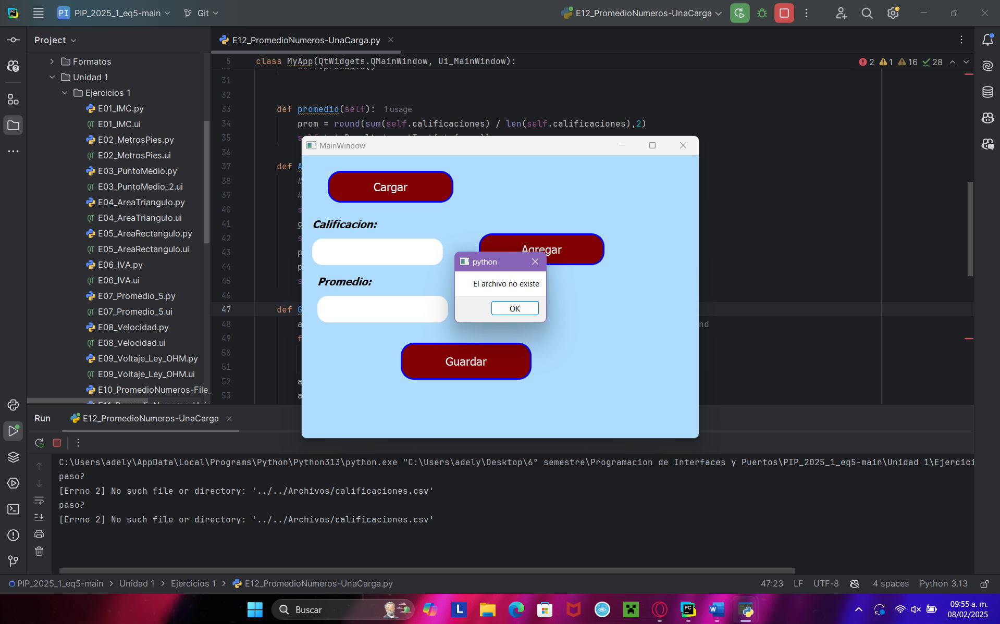 PI PIP_2025_1_eq5-main Git E12_PromedioNumeros-UnaCarga
Project
E12_PromedioNumeros-UnaCarga.py
Formatos
Unidad 1
Ejercicios 1
E01_IMC.py
E01_IMC.ui
E02_MetrosPies.py
E02_MetrosPies.ui
E03_PuntoMedio.py
E03_PuntoMedio_2.ui
E04_AreaTriangulo.py
E04_AreaTriangulo.ui
E05_AreaRectangulo.py
E05_AreaRectangulo.ui
E06_IVA.py
E06_IVA.ui
E07_Promedio_5.py
E07_Promedio_5.ui
E08_Velocidad.py
E08_Velocidad.ui
E09_Voltaje_Ley_OHM.py
E09_Voltaje_Ley_OHM.ui
E10_PromedioNumeros-File_
5 class MyApp(QtWidgets.QMainWindow, Ui_MainWindow):
2 1 16 28
31
32
33 def promedio(self): 1 usage
34 prom = round(sum(self.calificaciones) / len(self.calificaciones),2)
35
36
37 def A
38 #
39 #
40 s
41 c
42 s
43 p
44 p
45 s
46
47 def G
48 a nd
49 f
50
51
52 a
53 a
MainWindow
Cargar
Calificacion:
Agregar
Promedio:
Guardar
python
El archivo no existe
OK
Run E12_PromedioNumeros-UnaCarga
C:\Users\adely\AppData\Local\Programs\Python\Python313\python.exe "C:\Users\adely\Desktop\6° semestre\Programacion de Interfaces y Puertos\PIP_2025_1_eq5-main\Unidad 1\Ejercici
paso?
[Errno 2] No such file or directory: '../../Archivos/calificaciones.csv'
paso?
[Errno 2] No such file or directory: '../../Archivos/calificaciones.csv'
PIP_2025_1_eq5-main > Unidad 1 > Ejercicios 1 > E12_PromedioNumeros-UnaCarga.py
47:23 LF UTF-8 4 spaces Python 3.13
Buscar
09:55 a. m.
08/02/2025